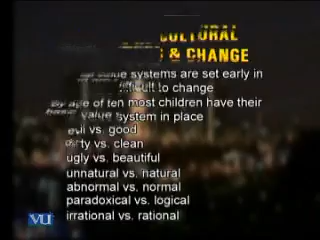 CULTURAL
& CHANGE
value systems are set early in
to change
By age of ten most children have their
value system in place
vs. good
vs. clean
ugly vs. beautiful
unnatural vs. natural
abnormal vs. normal
paradoxical vs. logical
irrational vs. rational
VU